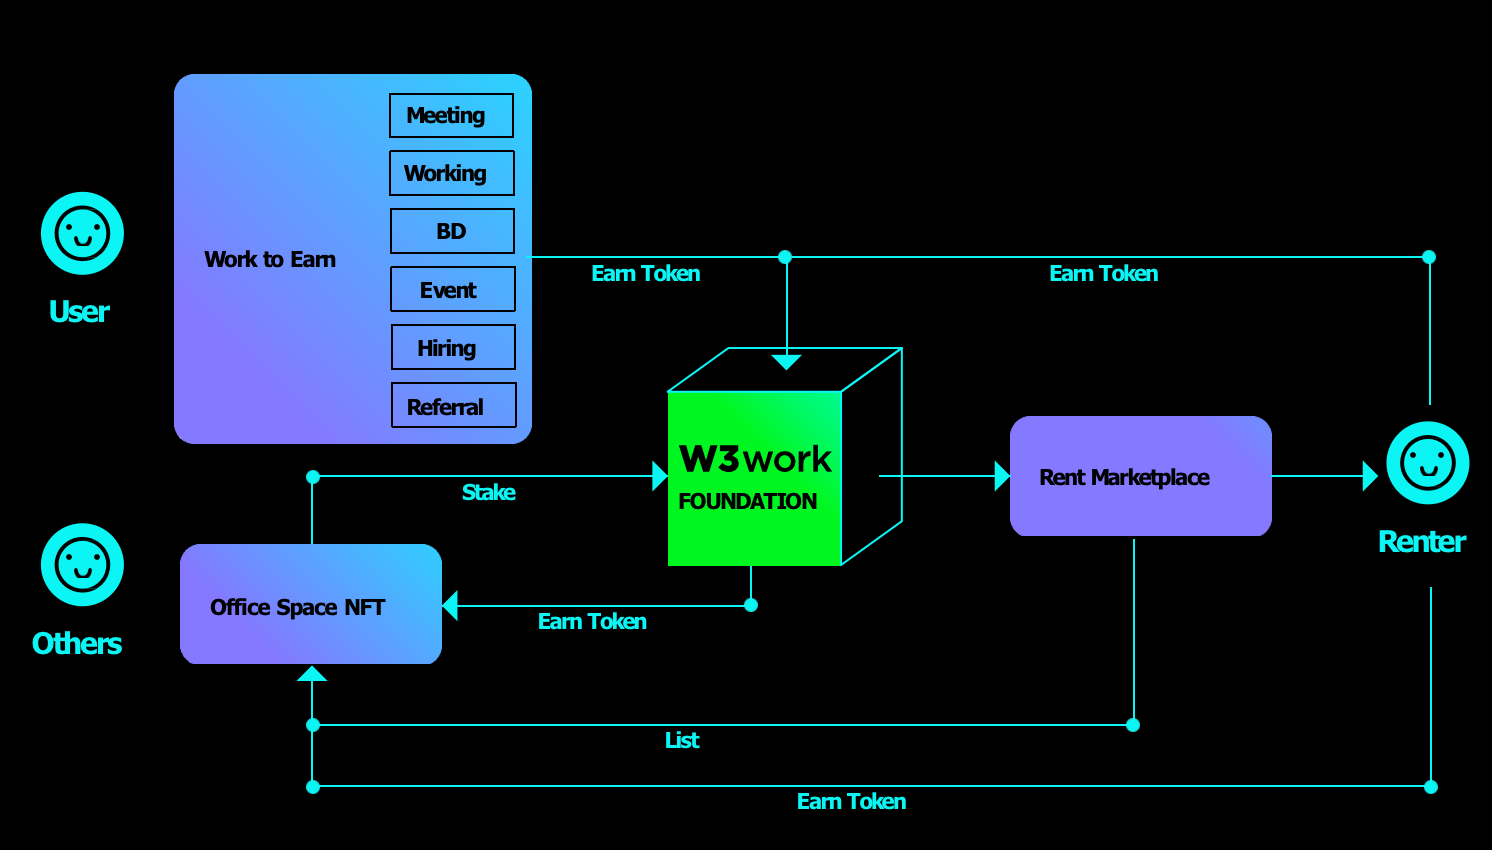 Meeting
Working
BD
Event
Hiring
Referral
Work to Earn
User
Earn Token
Earn Token
W3work
FOUNDATION
Stake
Rent Marketplace
Renter
Others
Office Space NFT
Earn Token
List
Earn Token